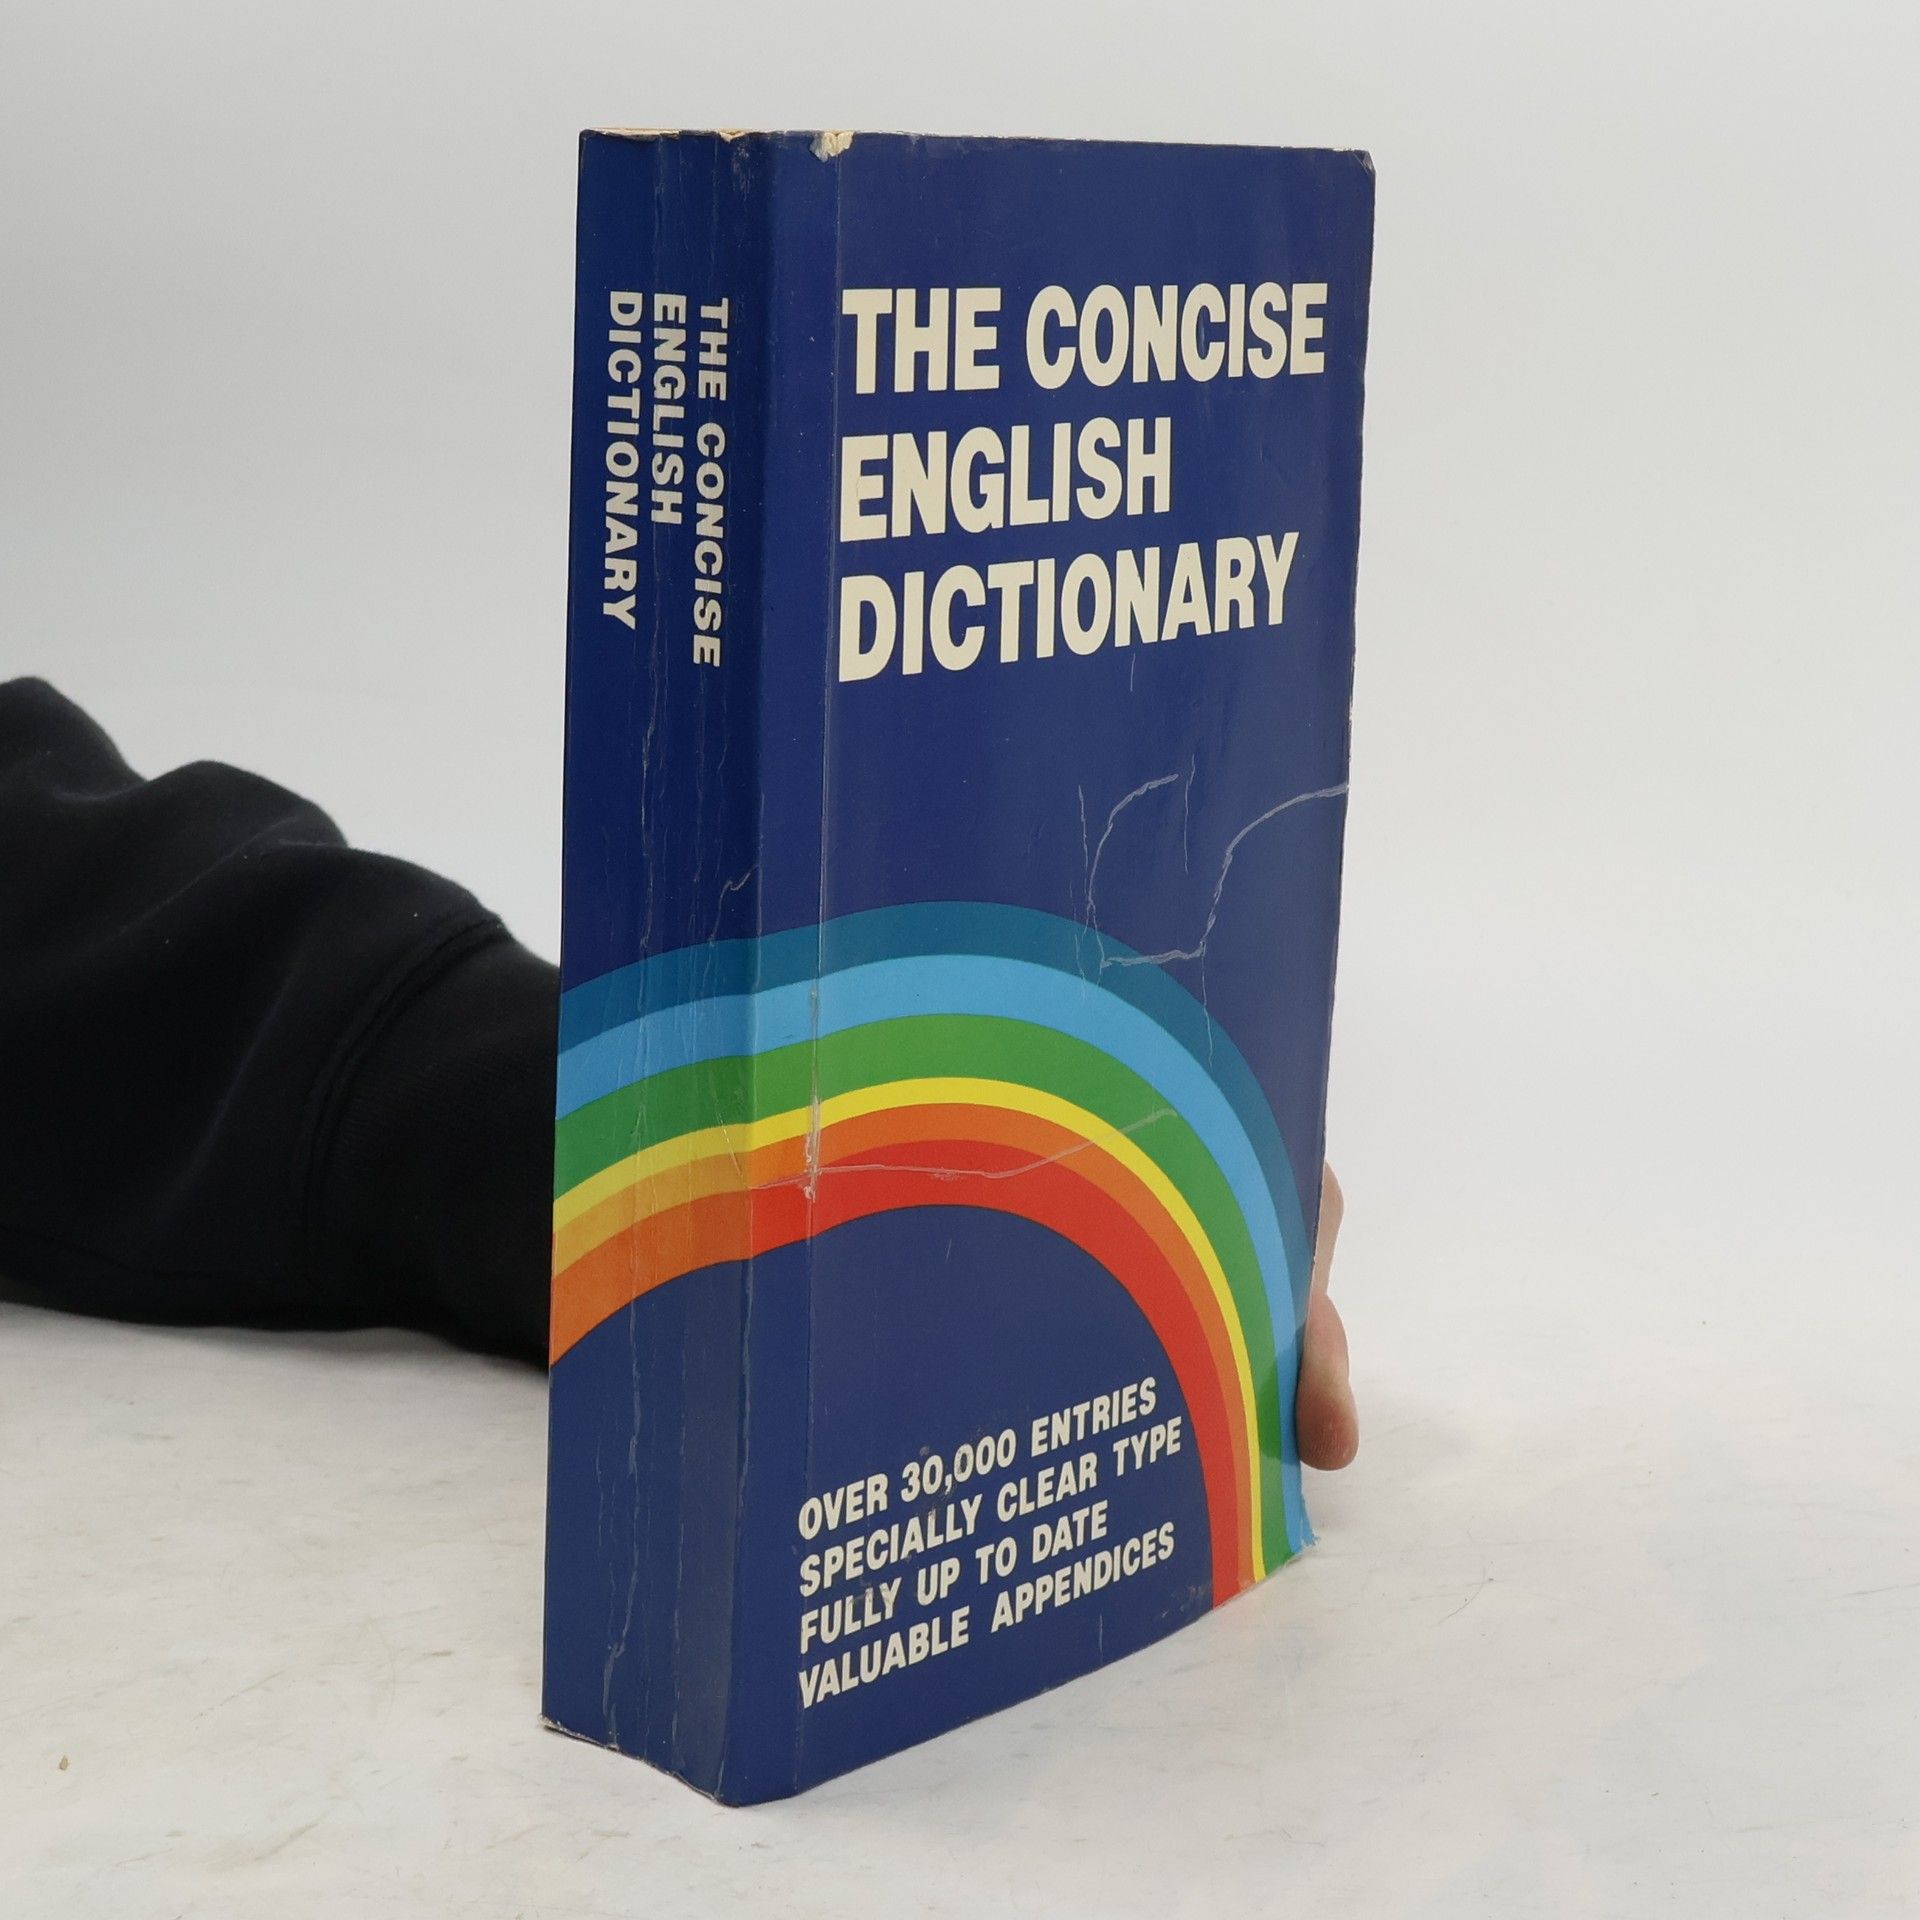 THE CONCISE
ENGLISH
DICTIONARY
THE CONCISE
ENGLISH
DICTIONARY
OVER 30,000 ENTRIES
SPECIALLY CLEAR TYPE
FULLY UP TO DATE
VALUABLE APPENDICES